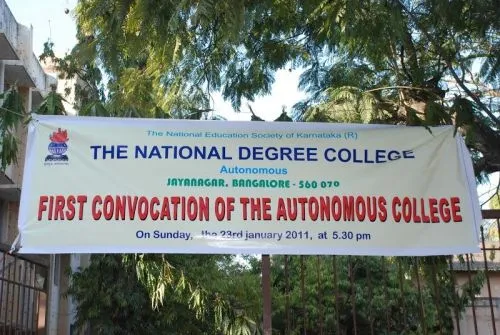 The National Education Society of Karnataka (R)
THE NATIONAL DEGREE COLLEGE
Autonomous
JAYANAGAR, BANGALORE - 560 070
FIRST CONVOCATION OF THE AUTONOMOUS COLLEGE
On Sunday, the 23rd january 2011, at 5.30 pm